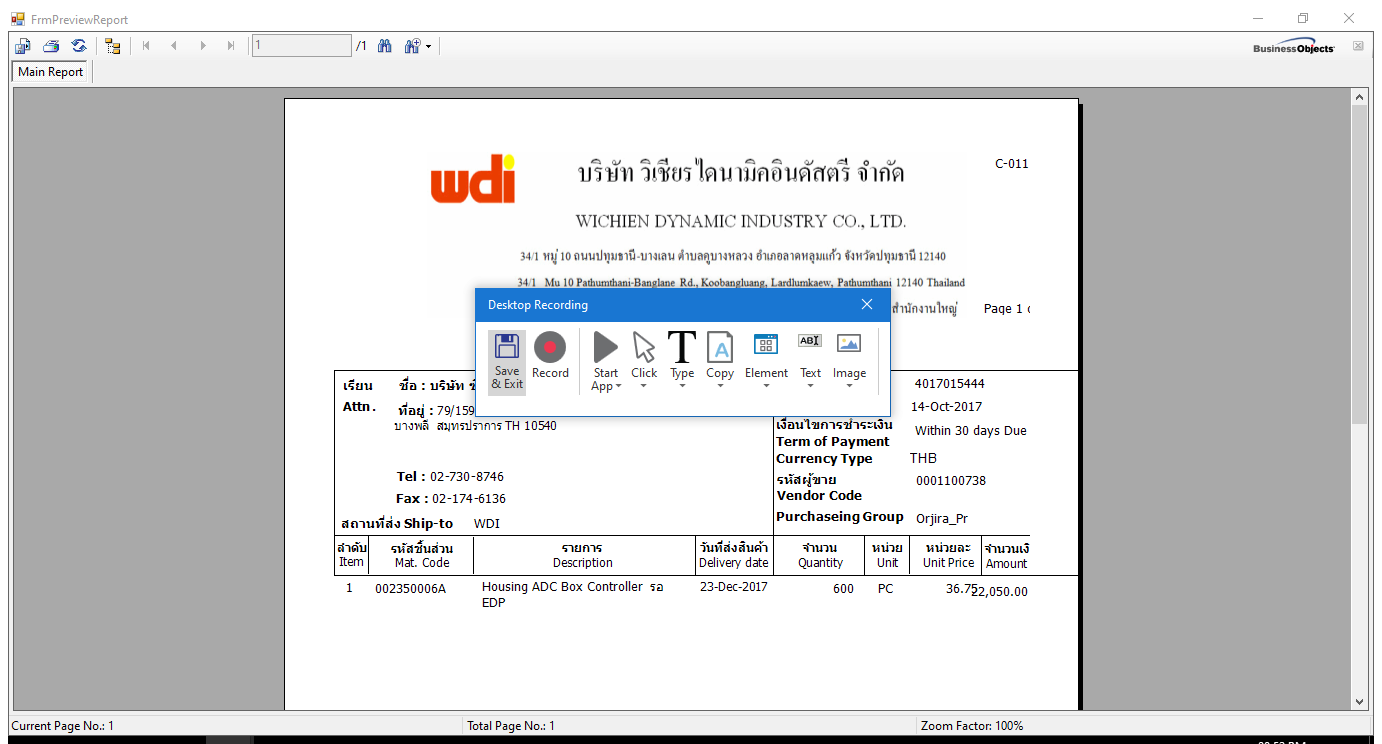 FrmPreviewReport
1 /1
BusinessObjects
Main Report
wdi
บริษัท วิเชียร ไดนามิคอินดัสตรี จำกัด
C-011
WICHIEN DYNAMIC INDUSTRY CO., LTD.
34/1 หมู่ 10 ถนนปทุมธานี-บางเลน ตำบลคูบางหลวง อำเภอลาดหลุมแก้ว จังหวัดปทุมธานี 12140
34/1 Mu 10 Pathumthani-Banglane Rd., Koobangluang, Lardlumkaew, Pathumthani 12140 Thailand
สำนักงานใหญ่
Page 1
Desktop Recording
Save & Exit
Record
Start App
Click
Type
Copy
Element
ABI
Text
Image
เรียน ชื่อ : บริษัท
4017015444
Attn. ที่อยู่ : 79/159
14-Oct-2017
บางพลี สมุทรปราการ TH 10540
เงื่อนไขการชำระเงิน
Term of Payment
Within 30 days Due
Currency Type THB
Tel : 02-730-8746
รหัสผู้ขาย
Vendor Code
0001100738
Fax : 02-174-6136
สถานที่ส่ง Ship-to WDI
Purchaseing Group Orjira_Pr
ลำดับ รหัสชิ้นส่วน รายการ วันที่ส่งสินค้า จำนวน หน่วย หน่วยละ จำนวนเงิ
Item Mat. Code Description Delivery date Quantity Unit Unit Price Amount
1 002350006A Housing ADC Box Controller รอ 23-Dec-2017 600 PC 36.75 22,050.00
EDP
Current Page No.: 1 Total Page No.: 1 Zoom Factor: 100%